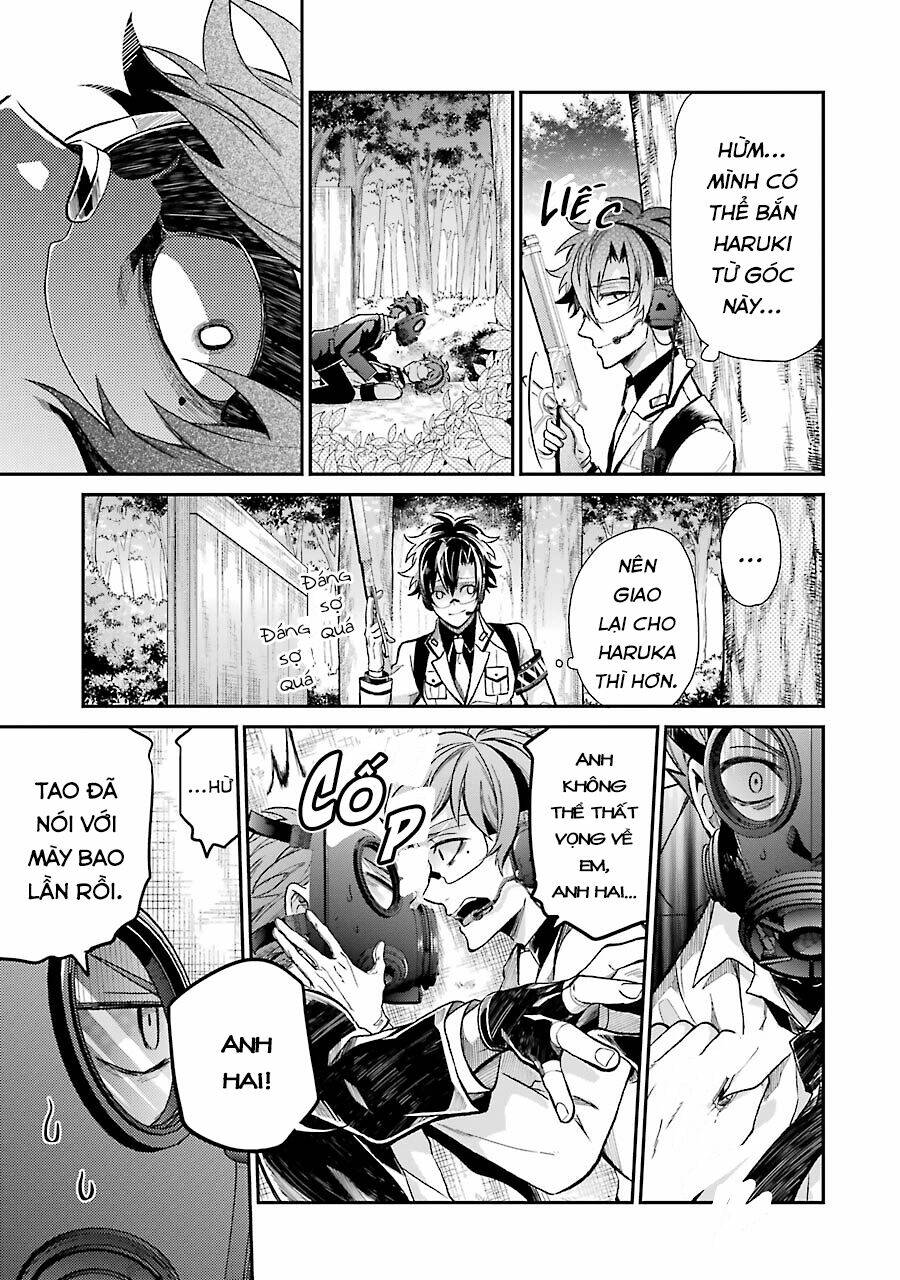 HỪM...
MÌNH CÓ
THỂ BẮN
HARUKI
TỪ GÓC
NÀY...
LIẾC
...
NÊN
GIAO
LẠI CHO
HARUKA
THÌ HƠN.
ĐÁNG
SỢ
QUÁ
ĐÁNG
SỢ
QUÁ
ANH
KHÔNG
THỂ THẤT
VỌNG VỀ
EM,
ANH HAI...
CỐP
ANH
HAI!
...HỪ
TAO ĐÃ
NÓI VỚI
MÀY BAO
LẦN RỒI.